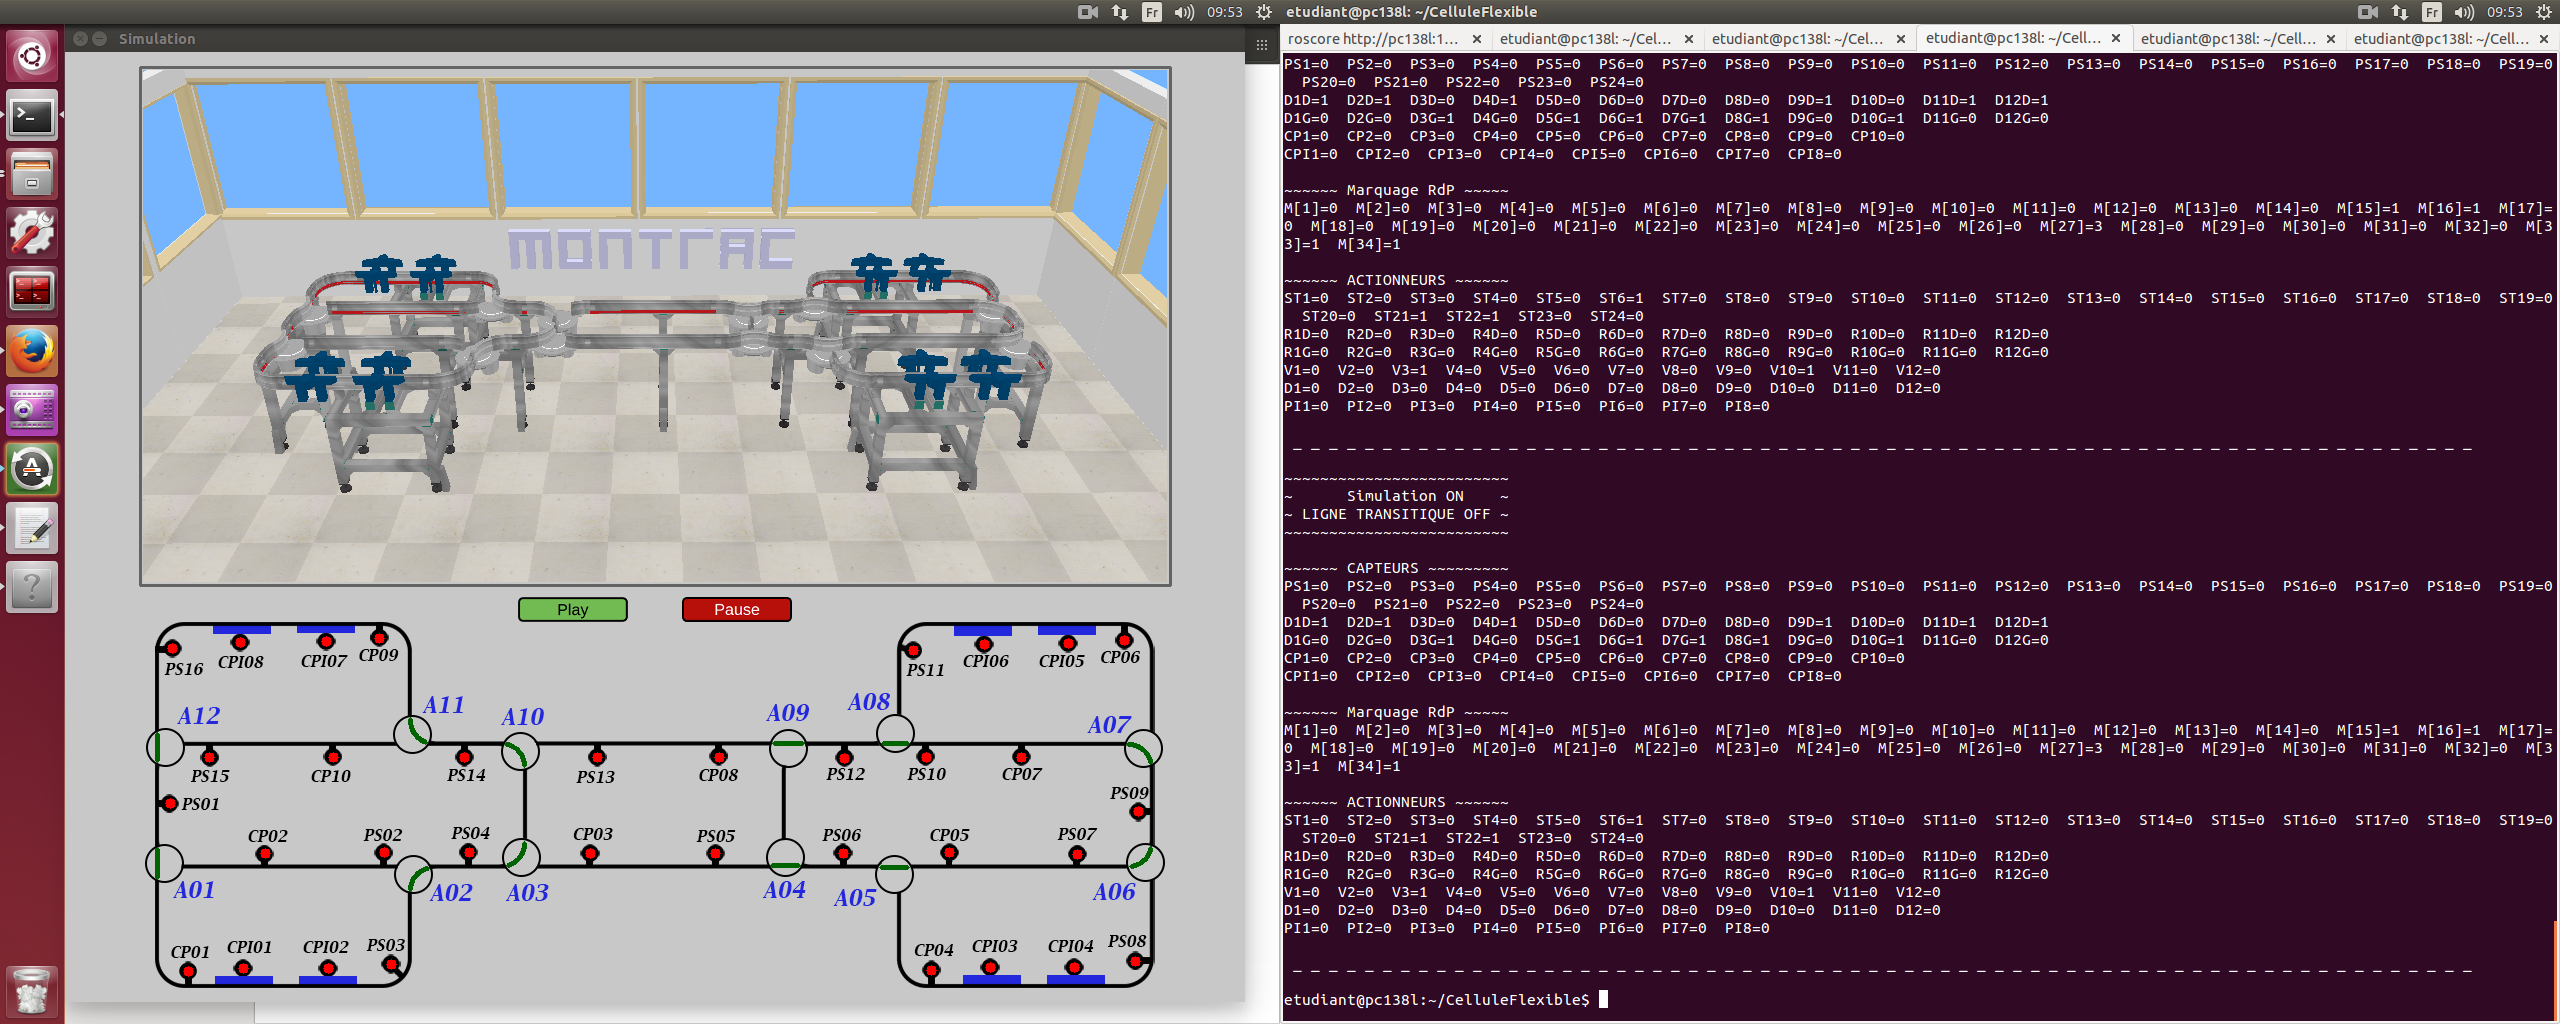 Fr 09:53 etudiant@pc138l: ~/CelluleFlexible Fr 09:53
Simulation
MONTRAC
Play Pause
PS16 CPI08 CPI07 CP09
PS11 CPI06 CPI05 CP06
A12 A11 A10 A09 A08 A07
PS15 CP10 PS14 PS13 CP08 PS12 PS10 CP07
PS01 PS09
CP02 PS02 PS04 CP03 PS05 PS06 CP05 PS07
A01 A02 A03 A04 A05 A06
CP01 CPI01 CPI02 PS03
CP04 CPI03 CPI04 PS08
roscore http://pc138l:1... × etudiant@pc138l: ~/Cel... × etudiant@pc138l: ~/Cel... × etudiant@pc138l: ~/Cell... × etudiant@pc138l: ~/Cell... × etudiant@pc138l: ~/Cell... ×
PS1=0 PS2=0 PS3=0 PS4=0 PS5=0 PS6=0 PS7=0 PS8=0 PS9=0 PS10=0 PS11=0 PS12=0 PS13=0 PS14=0 PS15=0 PS16=0 PS17=0 PS18=0 PS19=0
PS20=0 PS21=0 PS22=0 PS23=0 PS24=0
D1D=1 D2D=1 D3D=0 D4D=1 D5D=0 D6D=0 D7D=0 D8D=0 D9D=1 D10D=0 D11D=1 D12D=1
D1G=0 D2G=0 D3G=1 D4G=0 D5G=1 D6G=1 D7G=1 D8G=1 D9G=0 D10G=1 D11G=0 D12G=0
CP1=0 CP2=0 CP3=0 CP4=0 CP5=0 CP6=0 CP7=0 CP8=0 CP9=0 CP10=0
CPI1=0 CPI2=0 CPI3=0 CPI4=0 CPI5=0 CPI6=0 CPI7=0 CPI8=0
~~~~~~ Marquage RdP ~~~~~
M[1]=0 M[2]=0 M[3]=0 M[4]=0 M[5]=0 M[6]=0 M[7]=0 M[8]=0 M[9]=0 M[10]=0 M[11]=0 M[12]=0 M[13]=0 M[14]=0 M[15]=1 M[16]=1 M[17]=
0 M[18]=0 M[19]=0 M[20]=0 M[21]=0 M[22]=0 M[23]=0 M[24]=0 M[25]=0 M[26]=0 M[27]=3 M[28]=0 M[29]=0 M[30]=0 M[31]=0 M[32]=0 M[3
3]=1 M[34]=1
~~~~~~ ACTIONNEURS ~~~~~~
ST1=0 ST2=0 ST3=0 ST4=0 ST5=0 ST6=1 ST7=0 ST8=0 ST9=0 ST10=0 ST11=0 ST12=0 ST13=0 ST14=0 ST15=0 ST16=0 ST17=0 ST18=0 ST19=0
ST20=0 ST21=1 ST22=1 ST23=0 ST24=0
R1D=0 R2D=0 R3D=0 R4D=0 R5D=0 R6D=0 R7D=0 R8D=0 R9D=0 R10D=0 R11D=0 R12D=0
R1G=0 R2G=0 R3G=0 R4G=0 R5G=0 R6G=0 R7G=0 R8G=0 R9G=0 R10G=0 R11G=0 R12G=0
V1=0 V2=0 V3=1 V4=0 V5=0 V6=0 V7=0 V8=0 V9=0 V10=1 V11=0 V12=0
D1=0 D2=0 D3=0 D4=0 D5=0 D6=0 D7=0 D8=0 D9=0 D10=0 D11=0 D12=0
PI1=0 PI2=0 PI3=0 PI4=0 PI5=0 PI6=0 PI7=0 PI8=0
~~~~~~~~~~~~~~~~~~~~~~~~~
~ Simulation ON ~
~ LIGNE TRANSITIQUE OFF ~
~~~~~~~~~~~~~~~~~~~~~~~~~
~~~~~~ CAPTEURS ~~~~~~~~~
PS1=0 PS2=0 PS3=0 PS4=0 PS5=0 PS6=0 PS7=0 PS8=0 PS9=0 PS10=0 PS11=0 PS12=0 PS13=0 PS14=0 PS15=0 PS16=0 PS17=0 PS18=0 PS19=0
PS20=0 PS21=0 PS22=0 PS23=0 PS24=0
D1D=1 D2D=1 D3D=0 D4D=1 D5D=0 D6D=0 D7D=0 D8D=0 D9D=1 D10D=0 D11D=1 D12D=1
D1G=0 D2G=0 D3G=1 D4G=0 D5G=1 D6G=1 D7G=1 D8G=1 D9G=0 D10G=1 D11G=0 D12G=0
CP1=0 CP2=0 CP3=0 CP4=0 CP5=0 CP6=0 CP7=0 CP8=0 CP9=0 CP10=0
CPI1=0 CPI2=0 CPI3=0 CPI4=0 CPI5=0 CPI6=0 CPI7=0 CPI8=0
~~~~~~ Marquage RdP ~~~~~
M[1]=0 M[2]=0 M[3]=0 M[4]=0 M[5]=0 M[6]=0 M[7]=0 M[8]=0 M[9]=0 M[10]=0 M[11]=0 M[12]=0 M[13]=0 M[14]=0 M[15]=1 M[16]=1 M[17]=
0 M[18]=0 M[19]=0 M[20]=0 M[21]=0 M[22]=0 M[23]=0 M[24]=0 M[25]=0 M[26]=0 M[27]=3 M[28]=0 M[29]=0 M[30]=0 M[31]=0 M[32]=0 M[3
3]=1 M[34]=1
~~~~~~ ACTIONNEURS ~~~~~~
ST1=0 ST2=0 ST3=0 ST4=0 ST5=0 ST6=1 ST7=0 ST8=0 ST9=0 ST10=0 ST11=0 ST12=0 ST13=0 ST14=0 ST15=0 ST16=0 ST17=0 ST18=0 ST19=0
ST20=0 ST21=1 ST22=1 ST23=0 ST24=0
R1D=0 R2D=0 R3D=0 R4D=0 R5D=0 R6D=0 R7D=0 R8D=0 R9D=0 R10D=0 R11D=0 R12D=0
R1G=0 R2G=0 R3G=0 R4G=0 R5G=0 R6G=0 R7G=0 R8G=0 R9G=0 R10G=0 R11G=0 R12G=0
V1=0 V2=0 V3=1 V4=0 V5=0 V6=0 V7=0 V8=0 V9=0 V10=1 V11=0 V12=0
D1=0 D2=0 D3=0 D4=0 D5=0 D6=0 D7=0 D8=0 D9=0 D10=0 D11=0 D12=0
PI1=0 PI2=0 PI3=0 PI4=0 PI5=0 PI6=0 PI7=0 PI8=0
etudiant@pc138l:~/CelluleFlexible$